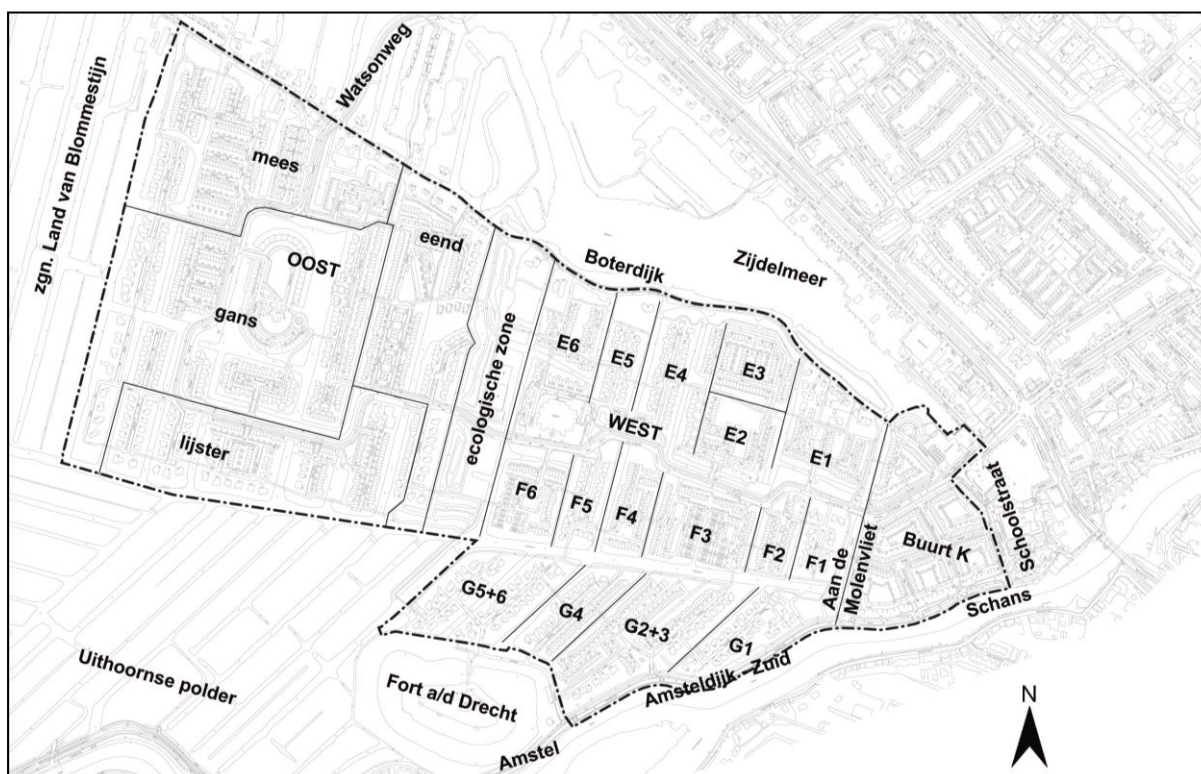 Watsonweg
zgn. Land van Blommestijn
mees
eend
OOST
gans
lijster
ecologische zone
Boterdijk
Zijdelmeer
E6
E5
E4
E3
WEST
E2
E1
F6
F5
F4
F3
F2
F1
Aan de
Molenvliet
Buurt K
Schoolstraat
Schans
G5+6
G4
G2+3
G1
Amsteldijk Zuid
Uithoornse polder
Fort a/d Drecht
Amstel
N